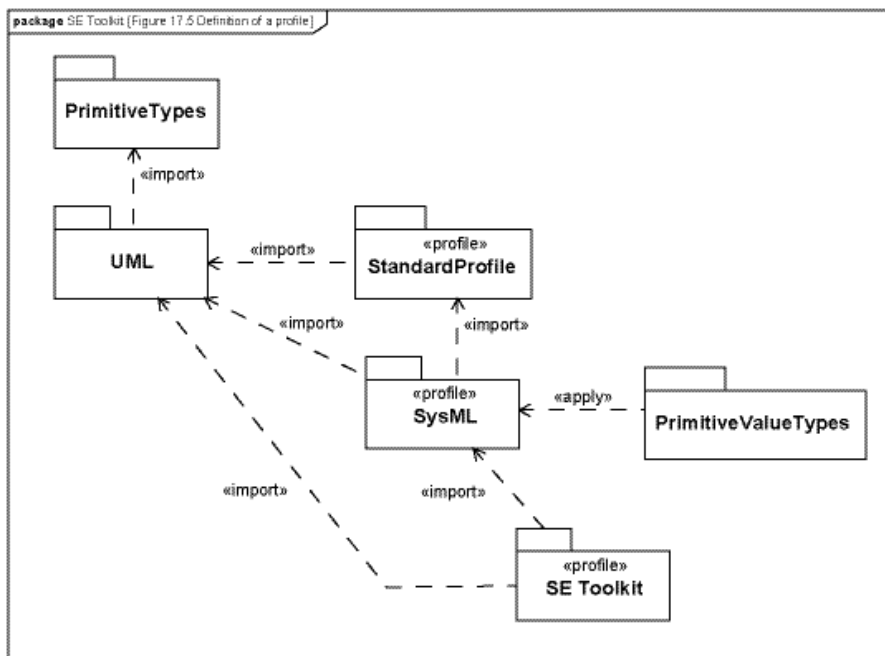 package SE Toolkit [Figure 17.5 Definition of a profile]
PrimitiveTypes
«import»
UML
«import»
«profile»
StandardProfile
«import»
«import»
«profile»
SysML
«apply»
PrimitiveValueTypes
«import»
«import»
«profile»
SE Toolkit